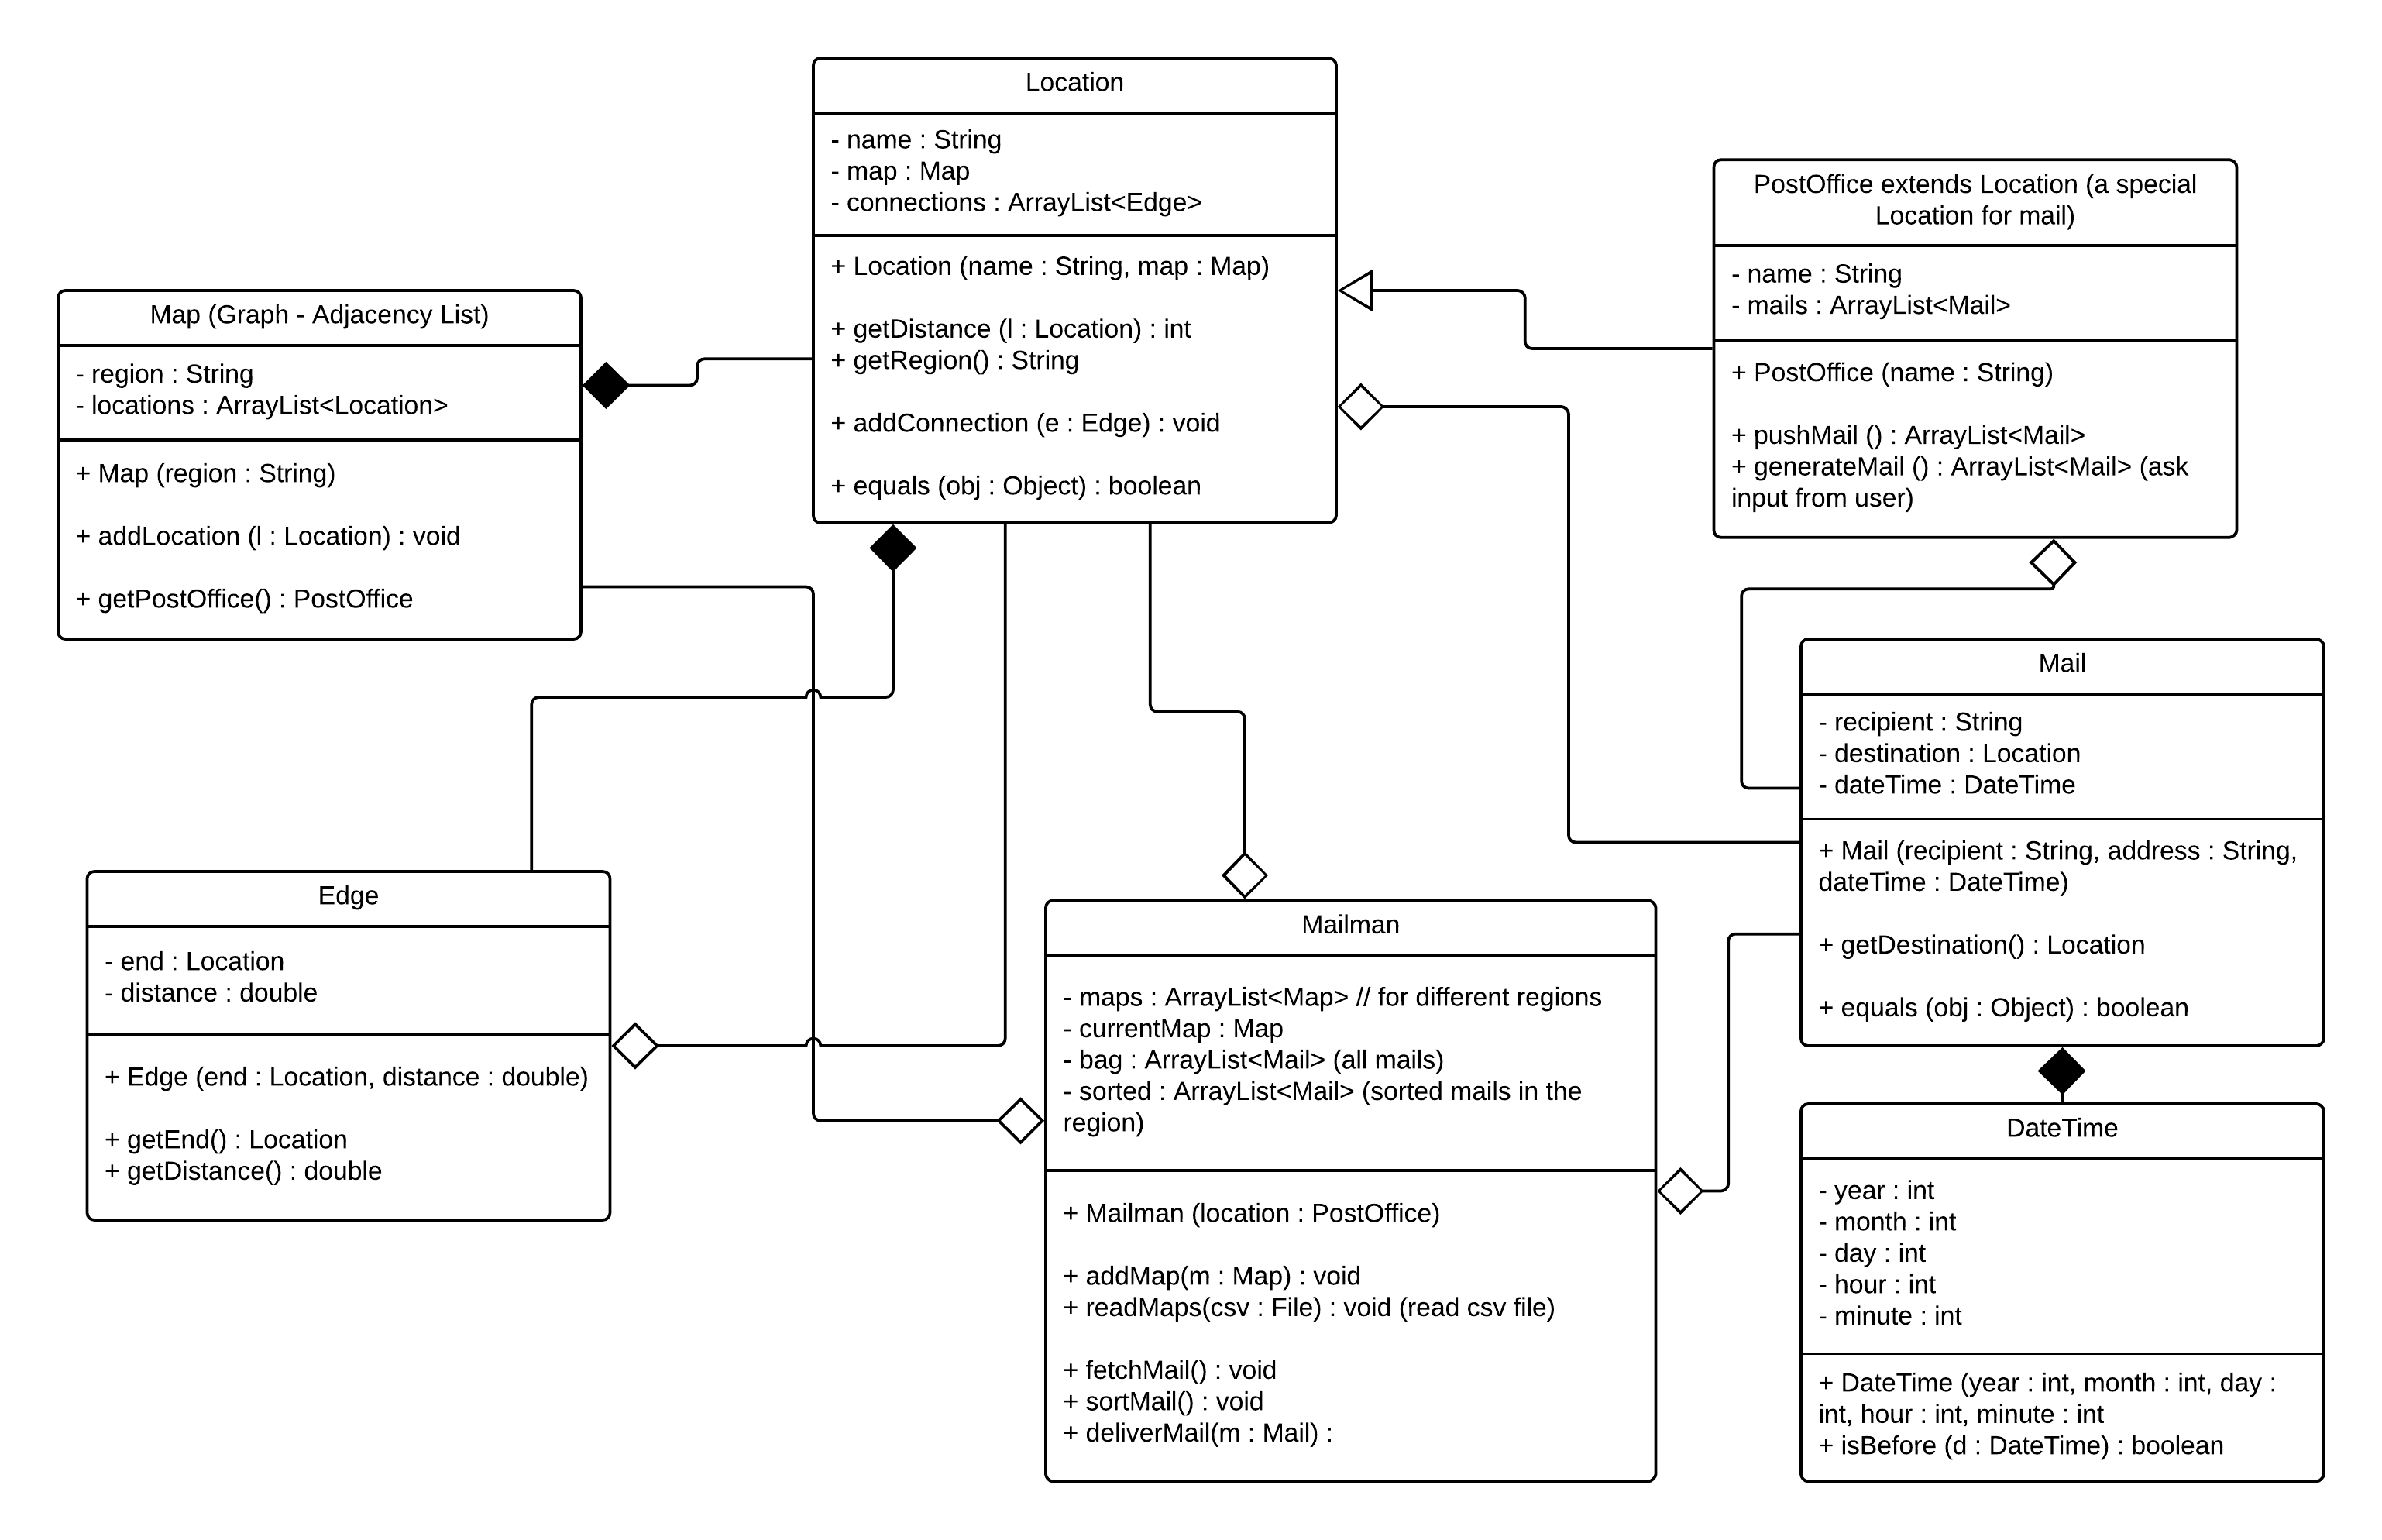 Location
- name : String
- map : Map
- connections : ArrayList<Edge>
+ Location (name : String, map : Map)
+ getDistance (l : Location) : int
+ getRegion() : String
+ addConnection (e : Edge) : void
+ equals (obj : Object) : boolean
PostOffice extends Location (a special
Location for mail)
- name : String
- mails : ArrayList<Mail>
+ PostOffice (name : String)
+ pushMail () : ArrayList<Mail>
+ generateMail () : ArrayList<Mail> (ask
input from user)
Map (Graph - Adjacency List)
- region : String
- locations : ArrayList<Location>
+ Map (region : String)
+ addLocation (l : Location) : void
+ getPostOffice() : PostOffice
Mail
- recipient : String
- destination : Location
- dateTime : DateTime
+ Mail (recipient : String, address : String,
dateTime : DateTime)
+ getDestination() : Location
+ equals (obj : Object) : boolean
Edge
- end : Location
- distance : double
+ Edge (end : Location, distance : double)
+ getEnd() : Location
+ getDistance() : double
Mailman
- maps : ArrayList<Map> // for different regions
- currentMap : Map
- bag : ArrayList<Mail> (all mails)
- sorted : ArrayList<Mail> (sorted mails in the
region)
+ Mailman (location : PostOffice)
+ addMap(m : Map) : void
+ readMaps(csv : File) : void (read csv file)
+ fetchMail() : void
+ sortMail() : void
+ deliverMail(m : Mail) :
DateTime
- year : int
- month : int
- day : int
- hour : int
- minute : int
+ DateTime (year : int, month : int, day :
int, hour : int, minute : int
+ isBefore (d : DateTime) : boolean